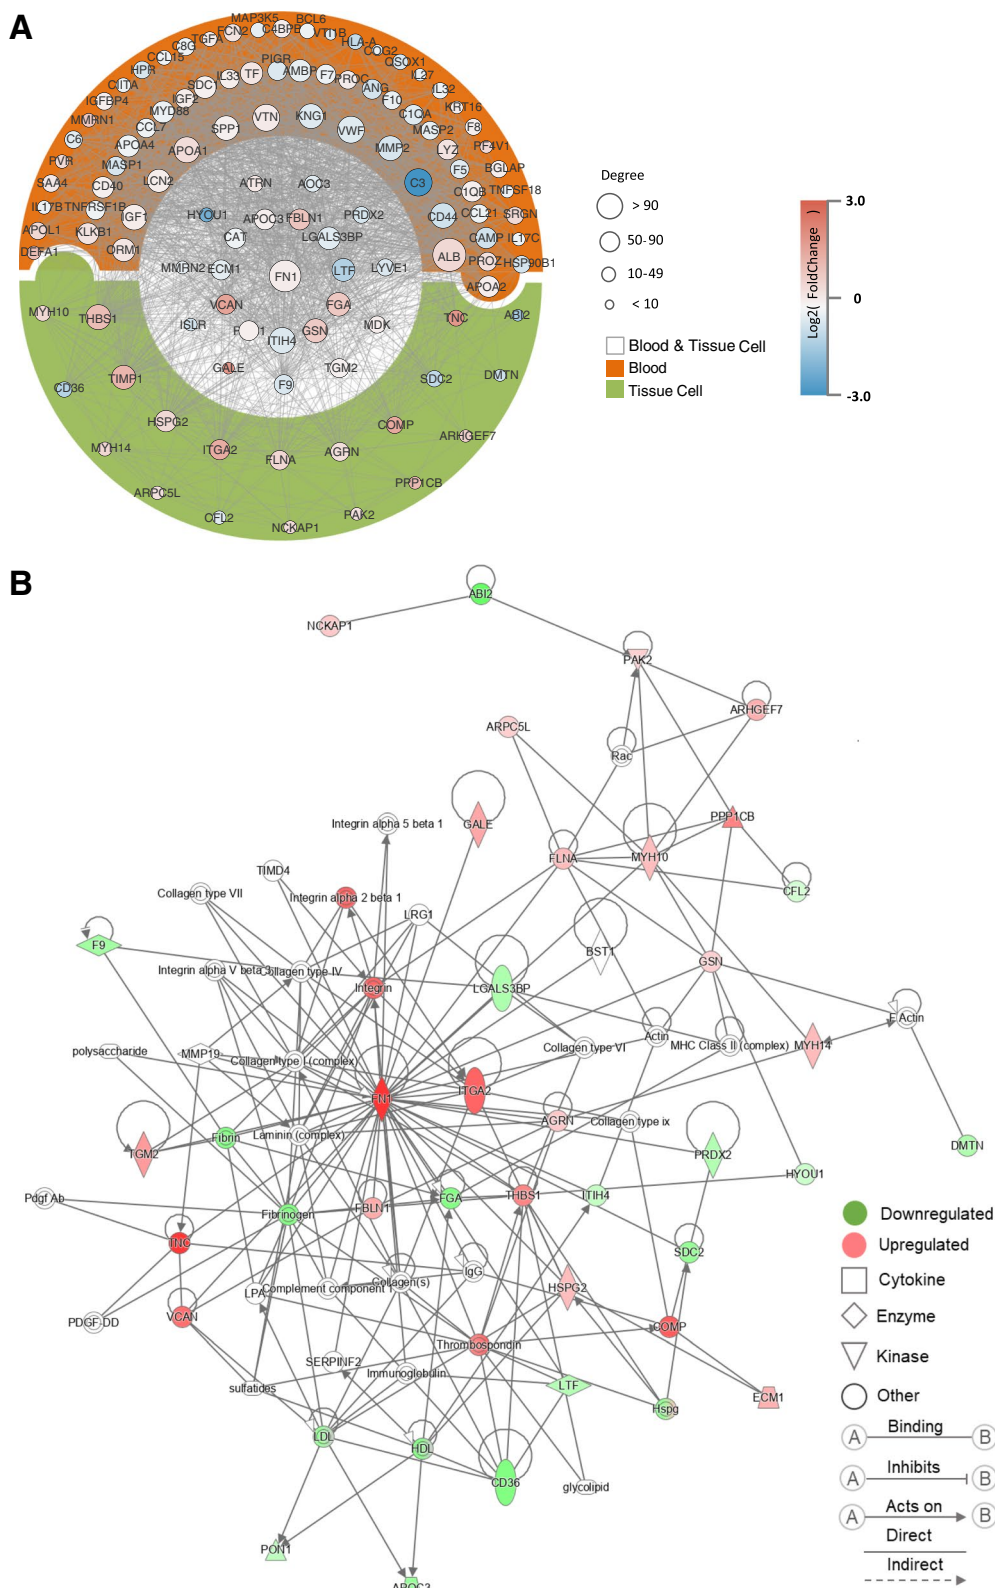 A
MAP3K5
BCL6
FCN2
C4BPB
VTI1B
TGFA
HLA-A
C8G
COG2
CCL15
QSOX1
PIGR
HPR
IL33
TF
AMBP
F7
PROC
IL27
CIITA
SDC1
ANG
IL32
IGFBP4
IGF2
F10
KRT16
MMRN1
MYD88
VTN
KNG1
C1QA
CCL7
SPP1
VWF
MASP2
F8
C6
APOA4
APOA1
MMP2
LYZ
PF4V1
PVR
MASP1
F5
BGLAP
SAA4
CD40
LCN2
ATRN
AOC3
C3
C1QB
TNFSF18
IL17B
TNFRSF1B
IGF1
HYOU1
APOC3
FBLN1
PRDX2
CD44
CCL21
SRGN
APOL1
KLKB1
CAT
LGALS3BP
CAMP
IL17C
DEFA1
ORM1
ALB
PROZ
HSP90B1
MMRN2
ECM1
FN1
LTF
LYVE1
APOA2
MYH10
THBS1
VCAN
FGA
TNC
ABI2
ISLR
GSN
MDK
ITIH4
GALE
TGM2
CD36
TIMP1
F9
SDC2
DMTN
HSPG2
COMP
MYH14
ITGA2
FLNA
AGRN
ARHGEF7
ARPC5L
PPP1CB
CFL2
NCKAP1
PAK2
Degree
> 90
50-90
10-49
< 10
Blood & Tissue Cell
Blood
Tissue Cell
3.0
0
-3.0
Log2( FoldChange )
B
ABI2
NCKAP1
PAK2
ARHGEF7
ARPC5L
Rac
PPP1CB
Integrin alpha 5 beta 1
GALE
FLNA
MYH10
TIMD4
CFL2
Collagen type VII
Integrin alpha 2 beta 1
LRG1
F9
BST1
GSN
Integrin alpha V beta 3
Collagen type IV
Integrin
LGALS3BP
F Actin
Actin
polysaccharide
MMP19
Collagen type I (complex)
Collagen type VI
MHC Class II (complex)
MYH14
FN1
ITGA2
AGRN
Collagen type ix
Fibrin
Laminin (complex)
TGM2
PRDX2
DMTN
HYOU1
Pdgf Ab
Fibrinogen
FBLN1
FGA
THBS1
ITIH4
TNC
SDC2
IgG
LPA
Complement component 1
Collagen(s)
HSPG2
PDGF-DD
VCAN
COMP
Thrombospondin
SERPINF2
Immunoglobulin
sulfatides
LTF
ECM1
Hspg
LDL
HDL
CD36
glycolipid
PON1
APOC3
Downregulated
Upregulated
Cytokine
Enzyme
Kinase
Other
A Binding B
A Inhibits B
A Acts on B
Direct
Indirect